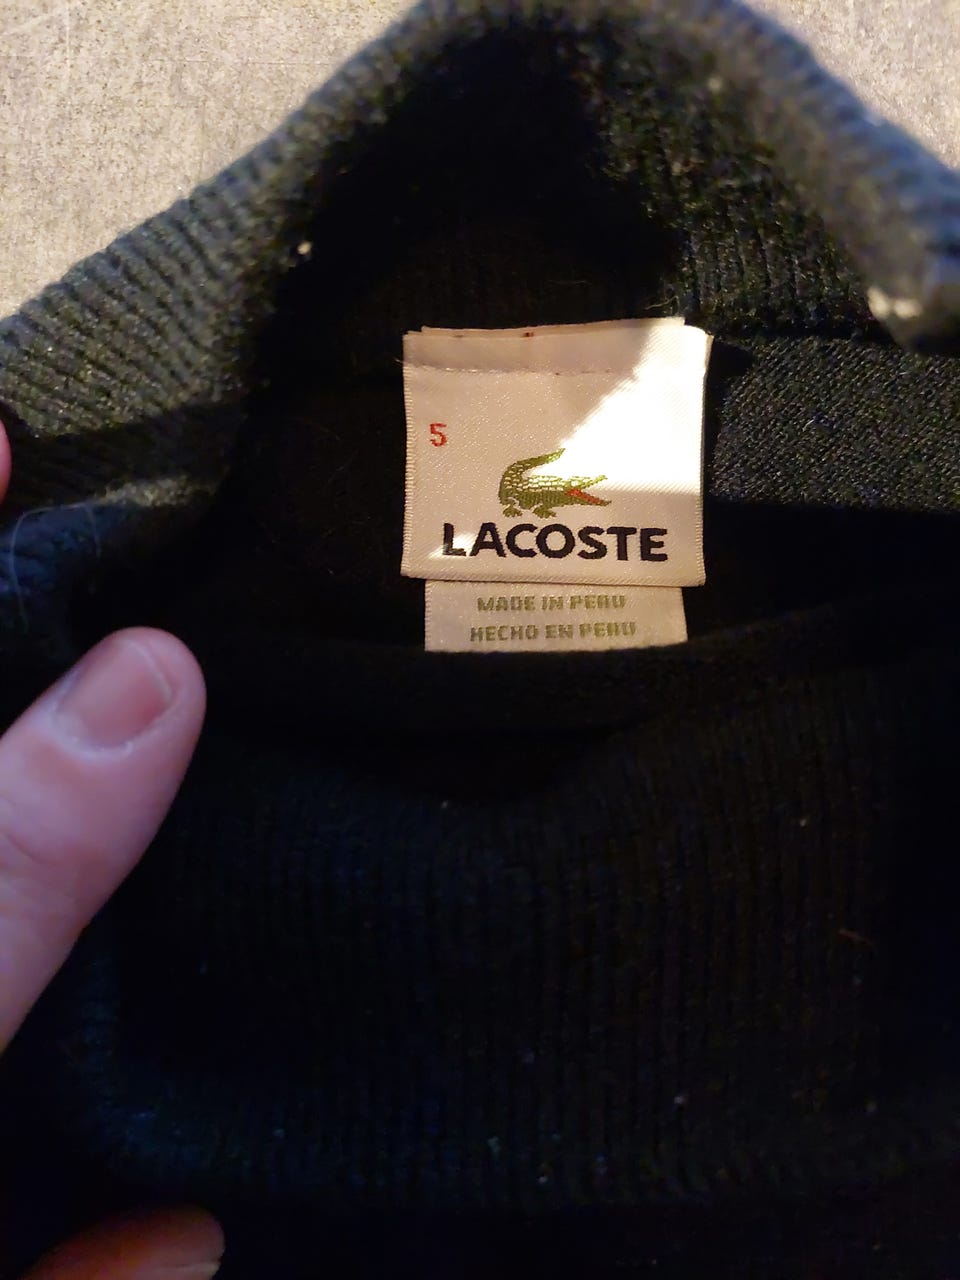 5
LACOSTE
MADE IN PERU
HECHO EN PERU